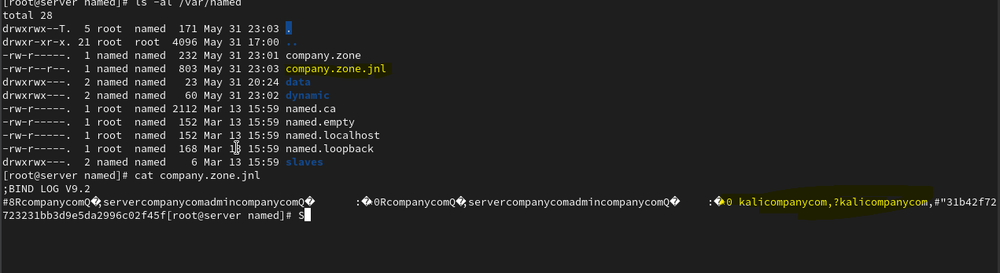 [root@server named]# ls -al /var/named
total 28
drwxrwx--T.  5 root  named  171 May 31 23:03 .
drwxr-xr-x. 21 root  root  4096 May 31 17:00 ..
-rw-r-----.  1 named named  232 May 31 23:01 company.zone
-rw-r--r--.  1 named named  803 May 31 23:03 company.zone.jnl
drwxrwx---.  2 named named   23 May 31 20:24 data
drwxrwx---.  2 named named   60 May 31 23:02 dynamic
-rw-r-----.  1 root  named 2112 Mar 13 15:59 named.ca
-rw-r-----.  1 root  named  152 Mar 13 15:59 named.empty
-rw-r-----.  1 root  named  152 Mar 13 15:59 named.localhost
-rw-r-----.  1 root  named  168 Mar 13 15:59 named.loopback
drwxrwx---.  2 named named    6 Mar 13 15:59 slaves
[root@server named]# cat company.zone.jnl
;BIND LOG V9.2
#8RcompanycomQ�;servercompanycomadmincompanycomQ� :�0RcompanycomQ�;servercompanycomadmincompanycomQ� :�0 kalicompanycom,?kalicompanycom,#"31b42f72
723231bb3d9e5da2996c02f45f[root@server named]# S